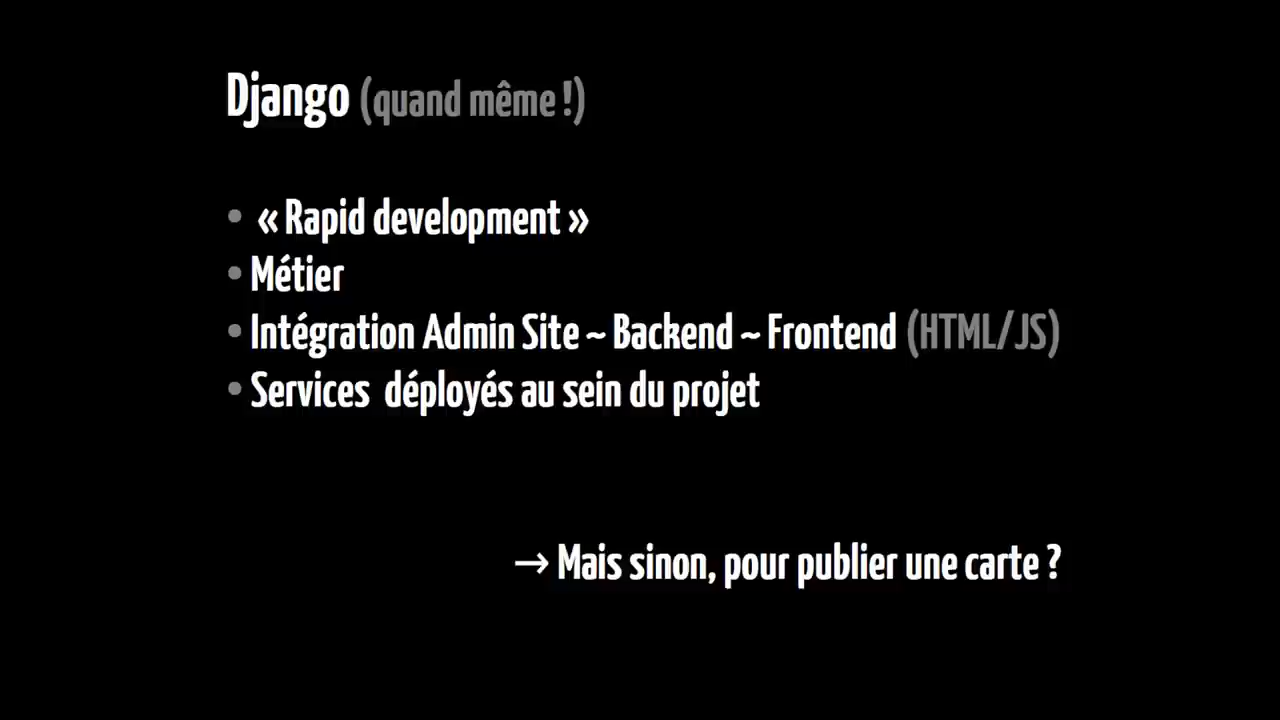 Django (quand même !)
• « Rapid development »
• Métier
• Intégration Admin Site ~ Backend ~ Frontend (HTML/JS)
• Services déployés au sein du projet
→ Mais sinon, pour publier une carte ?